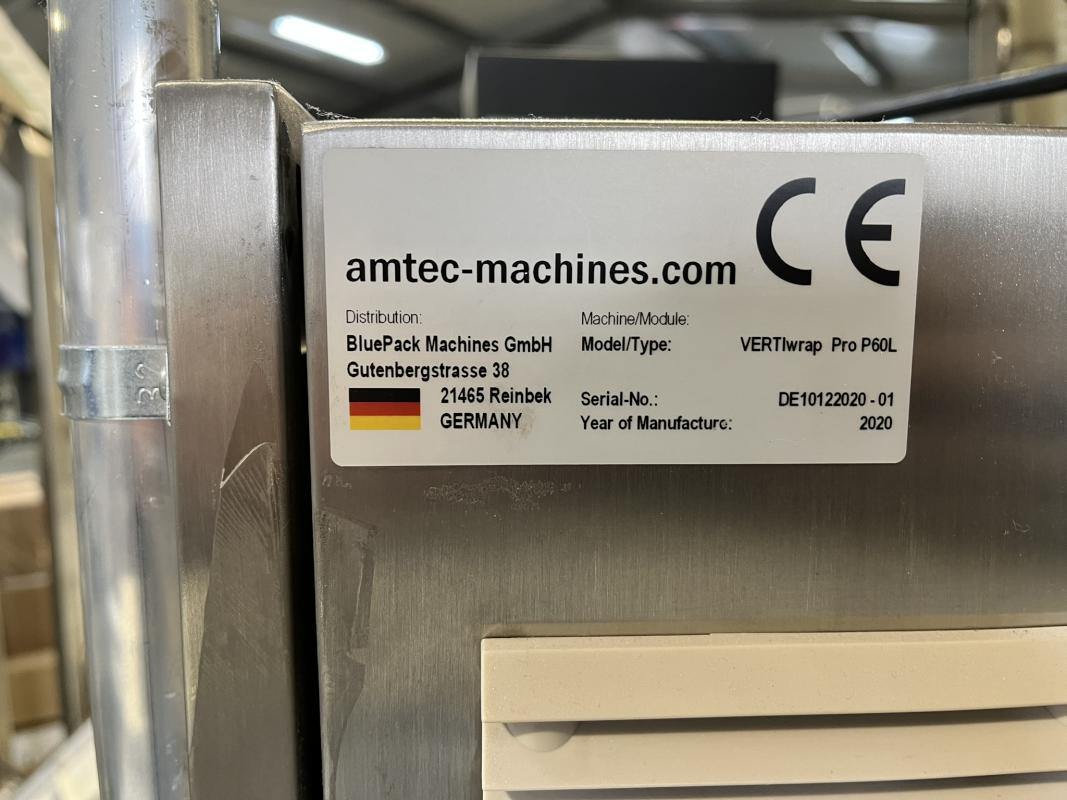 CE
amtec-machines.com
Distribution:
BluePack Machines GmbH
Gutenbergstrasse 38
21465 Reinbek
GERMANY
Machine/Module:
Model/Type: VERTIwrap Pro P60L
Serial-No.: DE10122020 - 01
Year of Manufacture: 2020
32